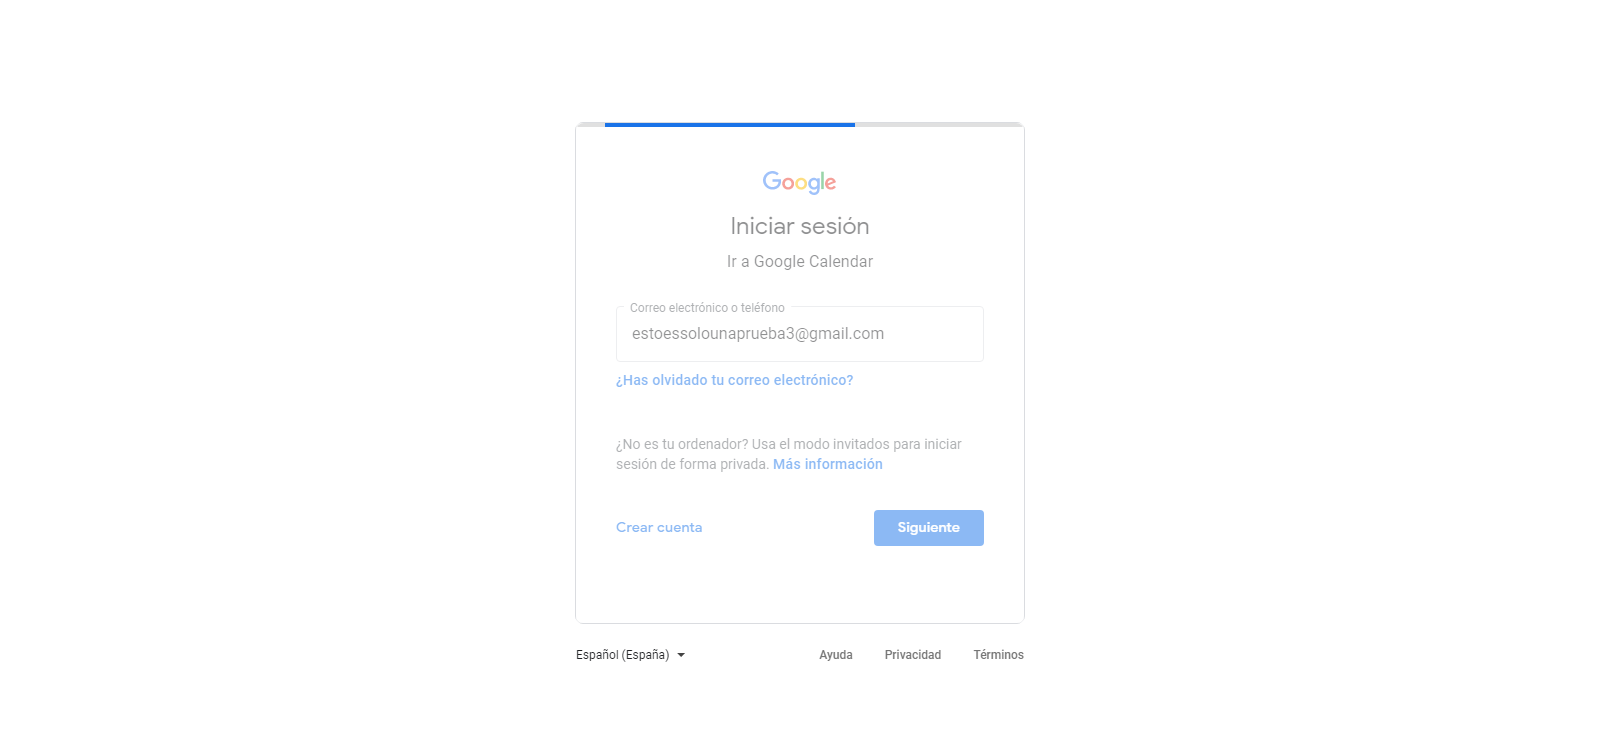 Google
Iniciar sesión
Ir a Google Calendar
Correo electrónico o teléfono
estoessolounaprueba3@gmail.com
¿Has olvidado tu correo electrónico?
¿No es tu ordenador? Usa el modo invitados para iniciar
sesión de forma privada. Más información
Crear cuenta Siguiente
Español (España) Ayuda Privacidad Términos